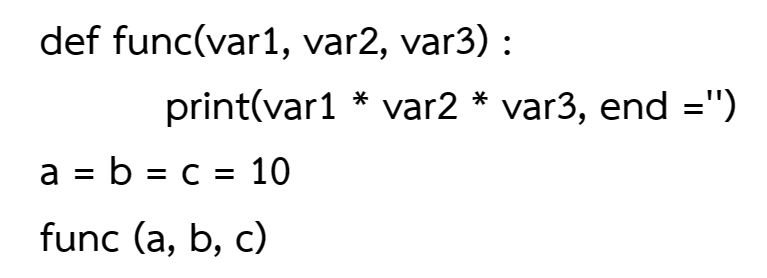 def func(var1, var2, var3) :
print(var1 * var2 * var3, end ='')
a = b = c = 10
func (a, b, c)